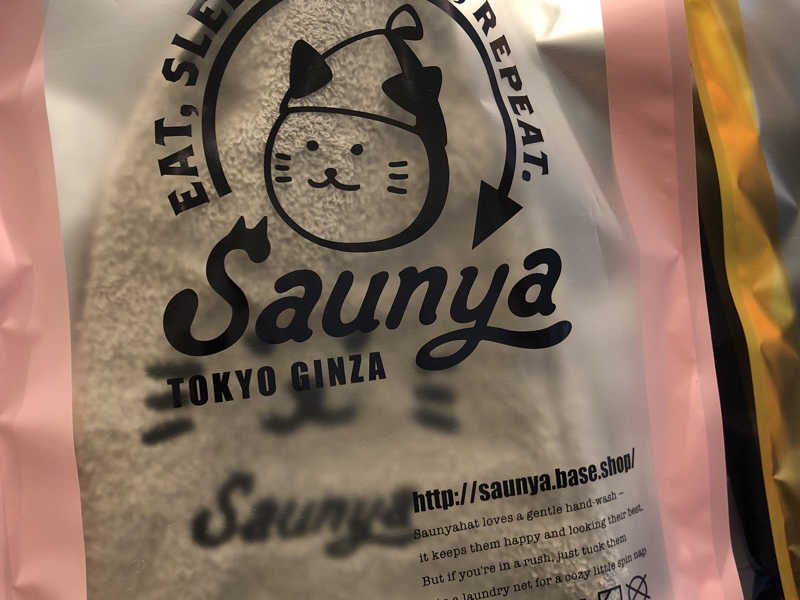 EAT,
REPEAT.
Saunya
TOKYO GINZA
Saunya
http://saunya.base.shop/
Saunyahat loves a gentle hand-wash –
it keeps them happy and looking their best.
But if you're in a rush, just tuck them
a laundry net for a cozy little spin nap